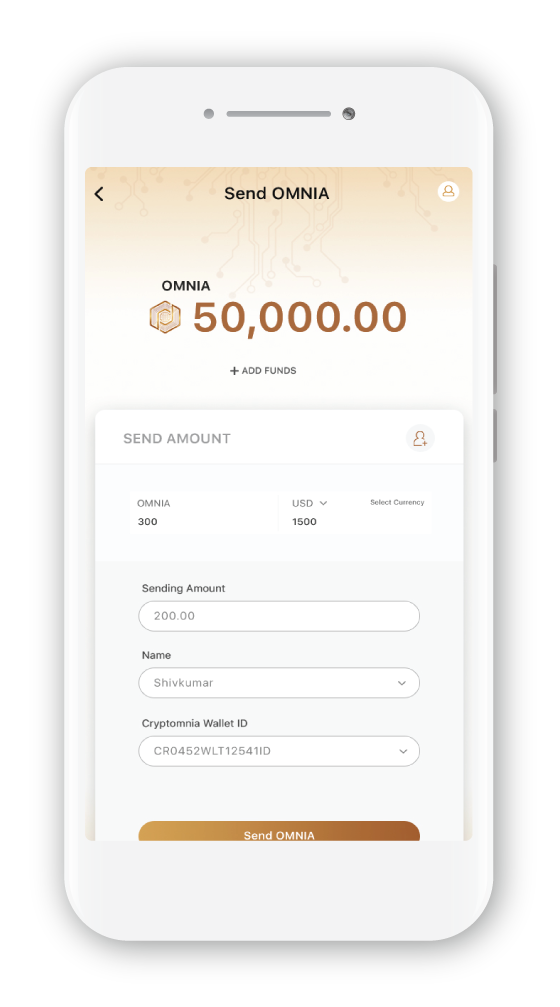 Send OMNIA
OMNIA
50,000.00
+ ADD FUNDS
SEND AMOUNT
OMNIA
USD
Select Currency
300
1500
Sending Amount
200.00
Name
Shivkumar
Cryptomnia Wallet ID
CR0452WLT12541ID
Send OMNIA